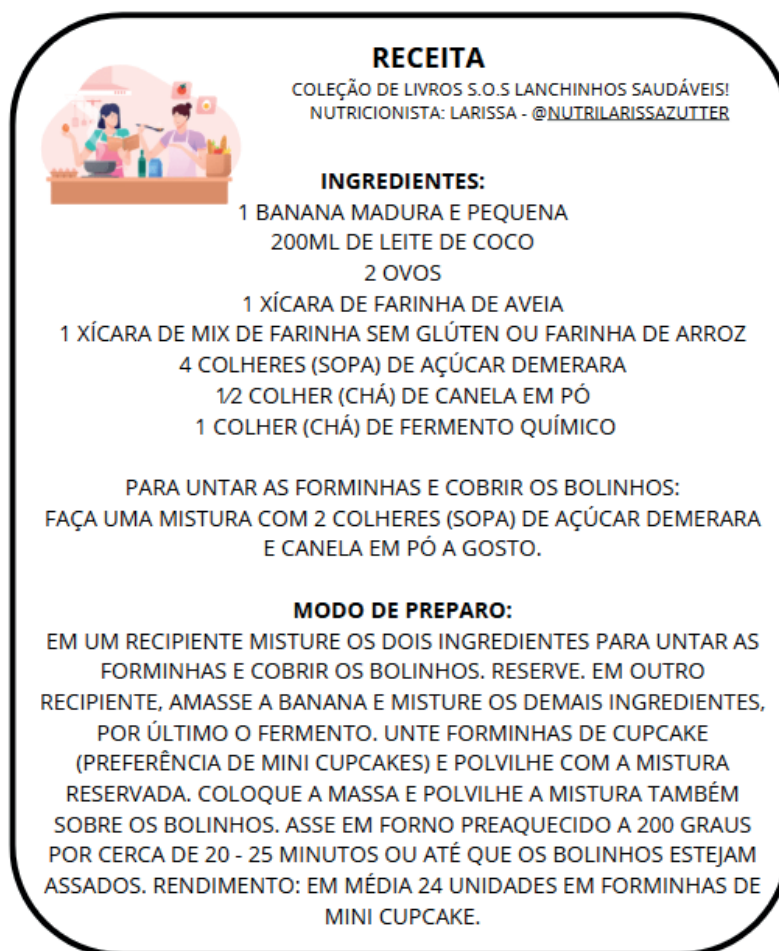 RECEITA
COLEÇÃO DE LIVROS S.O.S LANCHINHOS SAUDÁVEIS!
NUTRICIONISTA: LARISSA - @NUTRILARISSAZUTTER
INGREDIENTES:
1 BANANA MADURA E PEQUENA
200ML DE LEITE DE COCO
2 OVOS
1 XÍCARA DE FARINHA DE AVEIA
1 XÍCARA DE MIX DE FARINHA SEM GLÚTEN OU FARINHA DE ARROZ
4 COLHERES (SOPA) DE AÇÚCAR DEMERARA
1/2 COLHER (CHÁ) DE CANELA EM PÓ
1 COLHER (CHÁ) DE FERMENTO QUÍMICO
PARA UNTAR AS FORMINHAS E COBRIR OS BOLINHOS:
FAÇA UMA MISTURA COM 2 COLHERES (SOPA) DE AÇÚCAR DEMERARA
E CANELA EM PÓ A GOSTO.
MODO DE PREPARO:
EM UM RECIPIENTE MISTURE OS DOIS INGREDIENTES PARA UNTAR AS
FORMINHAS E COBRIR OS BOLINHOS. RESERVE. EM OUTRO
RECIPIENTE, AMASSE A BANANA E MISTURE OS DEMAIS INGREDIENTES,
POR ÚLTIMO O FERMENTO. UNTE FORMINHAS DE CUPCAKE
(PREFERÊNCIA DE MINI CUPCAKES) E POLVILHE COM A MISTURA
RESERVADA. COLOQUE A MASSA E POLVILHE A MISTURA TAMBÉM
SOBRE OS BOLINHOS. ASSE EM FORNO PREAQUECIDO A 200 GRAUS
POR CERCA DE 20 - 25 MINUTOS OU ATÉ QUE OS BOLINHOS ESTEJAM
ASSADOS. RENDIMENTO: EM MÉDIA 24 UNIDADES EM FORMINHAS DE
MINI CUPCAKE.